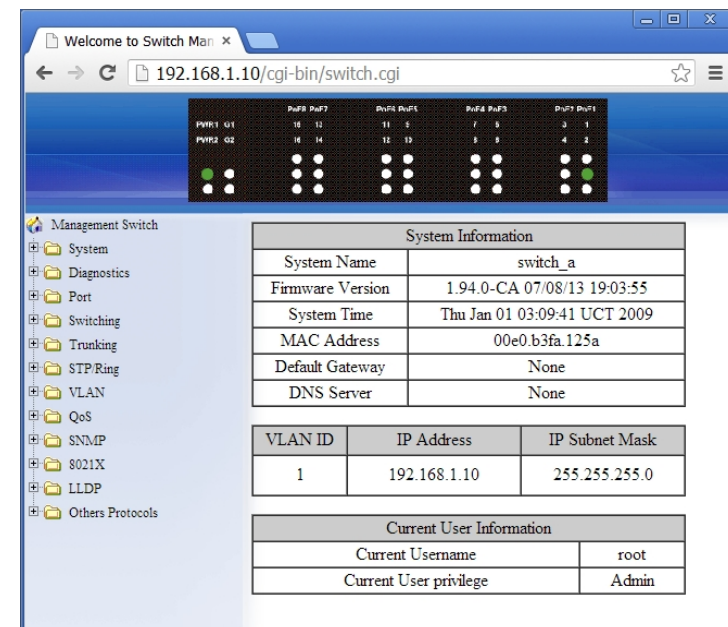 Welcome to Switch Man
192.168.1.10/cgi-bin/switch.cgi
PWR1 G1
PWR2 G2
Management Switch
System
Diagnostics
Port
Switching
Trunking
STP/Ring
VLAN
QoS
SNMP
8021X
LLDP
Others Protocols
System Information
System Name switch_a
Firmware Version 1.94.0-CA 07/08/13 19:03:55
System Time Thu Jan 01 03:09:41 UCT 2009
MAC Address 00e0.b3fa.125a
Default Gateway None
DNS Server None
VLAN ID IP Address IP Subnet Mask
1 192.168.1.10 255.255.255.0
Current User Information
Current Username root
Current User privilege Admin